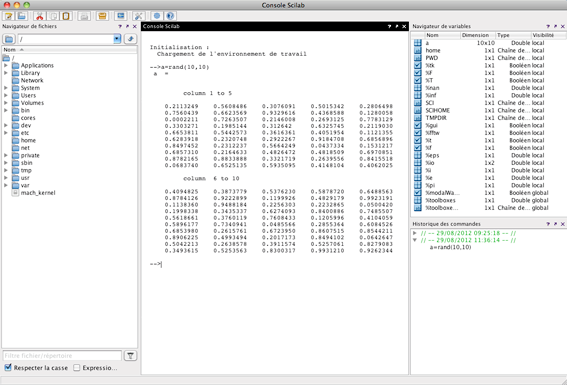 Console Scilab
Navigateur de fichiers
/
Nom
/
Applications
Library
Network
System
Users
Volumes
bin
cores
dev
etc
home
net
private
sbin
tmp
usr
var
mach_kernel
Filtre fichier/répertoire
Respecter la casse
Expressio...
Console Scilab
Initialisation :
Chargement de l'environnement de travail
-->a=rand(10,10)
a =
column 1 to 5
0.2113249 0.5608486 0.3076091 0.5015342 0.2806498
0.7560439 0.6623569 0.9329616 0.4368588 0.1280058
0.0002211 0.7263507 0.2146008 0.2693125 0.7783129
0.3303271 0.1985144 0.312642 0.6325745 0.2119030
0.6653811 0.5442573 0.3616361 0.4051954 0.1121355
0.6283918 0.2320748 0.2922267 0.9184708 0.6856896
0.8497452 0.2312237 0.5664249 0.0437334 0.1531217
0.6857310 0.2164633 0.4826472 0.4818509 0.6970851
0.8782165 0.8833888 0.3321719 0.2639556 0.8415518
0.0683740 0.6525135 0.5935095 0.4148104 0.4062025
column 6 to 10
0.4094825 0.3873779 0.5376230 0.5878720 0.6488563
0.8784126 0.9222899 0.1199926 0.4829179 0.9923191
0.1138360 0.9488184 0.2256303 0.2232865 0.0500420
0.1998338 0.3435337 0.6274093 0.8400886 0.7485507
0.5618661 0.3760119 0.7608433 0.1205996 0.4104059
0.5896177 0.7340941 0.0485566 0.2855364 0.6084526
0.6853980 0.2615761 0.6723950 0.8607515 0.8544211
0.8906225 0.4993494 0.2017173 0.8494102 0.0642647
0.5042213 0.2638578 0.3911574 0.5257061 0.8279083
0.3493615 0.5253563 0.8300317 0.9931210 0.9262344
-->
Navigateur de variables
Nom Dimension Type Visibilité
a 10x10 Double local
home 1x1 Chaîne de... local
PWD 1x1 Chaîne de... local
%tk 1x1 Booléen local
%F 1x1 Booléen local
%T 1x1 Booléen local
%nan 1x1 Double local
%inf 1x1 Double local
SCI 1x1 Chaîne de... local
SCIHOME 1x1 Chaîne de... local
TMPDIR 1x1 Chaîne de... local
%gui 1x1 Booléen local
%fftw 1x1 Booléen local
%t 1x1 Booléen local
%f 1x1 Booléen local
%eps 1x1 Double local
%io 1x2 Double local
%i 1x1 Double local
%e 1x1 Double local
%pi 1x1 Double local
%modalWa... 1x1 Booléen global
%toolboxes 0x0 Double global
%toolboxe... 1x1 Chaîne de... global
Historique des commandes
// -- 29/08/2012 09:25:18 -- //
// -- 29/08/2012 11:36:14 -- //
a=rand(10,10)